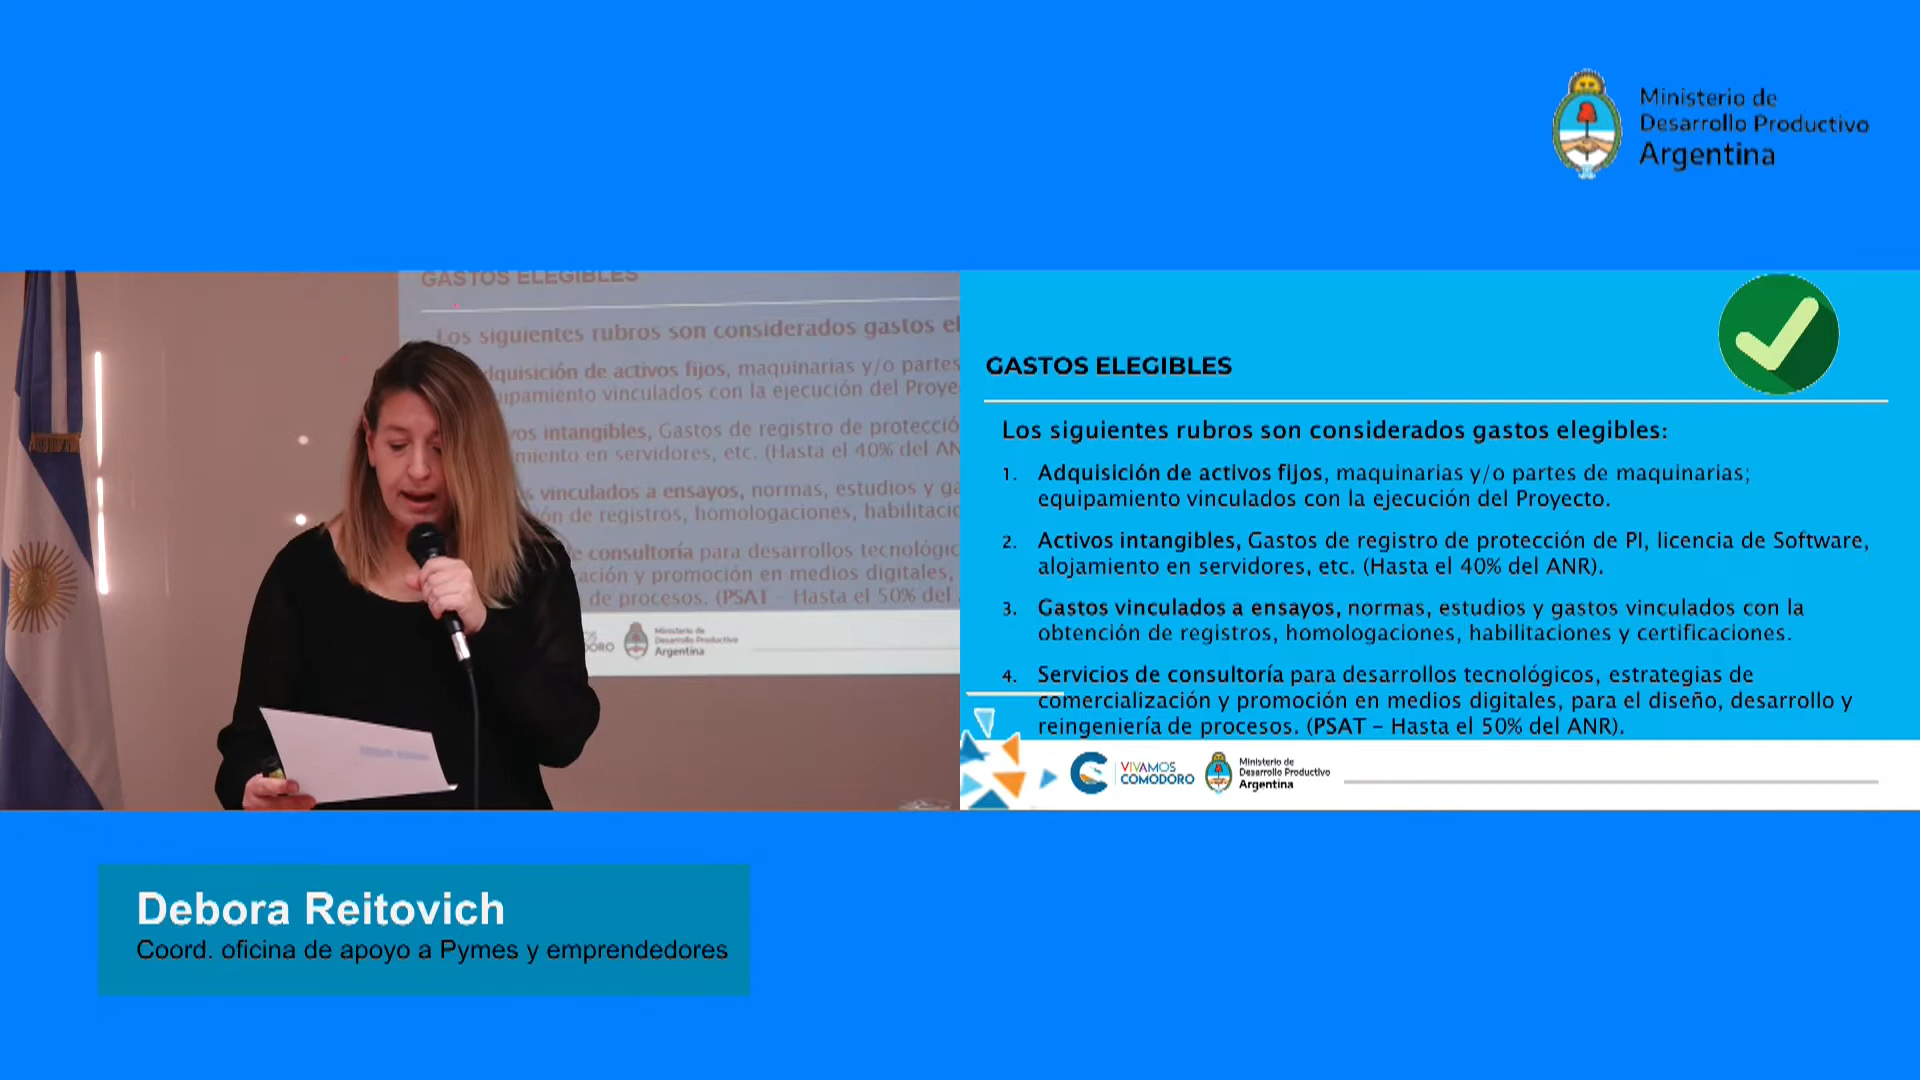 Ministerio de
Desarrollo Productivo
Argentina
GASTOS ELEGIBLES
Los siguientes rubros son considerados gastos el
dquisición de activos fijos, maquinarias y/o partes
ipamiento vinculados con la ejecución del Proye
vos intangibles, Gastos de registro de protecció
miento en servidores, etc. (Hasta el 40% del AN
vinculados a ensayos, normas, estudios y ga
ón de registros, homologaciones, habilitacio
e consultoría para desarrollos tecnológic
ación y promoción en medios digitales,
de procesos. (PSAT - Hasta el 50% del
ORO
Ministerio de
Desarrollo Productivo
Argentina
GASTOS ELEGIBLES
Los siguientes rubros son considerados gastos elegibles:
1. Adquisición de activos fijos, maquinarias y/o partes de maquinarias;
equipamiento vinculados con la ejecución del Proyecto.
2. Activos intangibles, Gastos de registro de protección de PI, licencia de Software,
alojamiento en servidores, etc. (Hasta el 40% del ANR).
3. Gastos vinculados a ensayos, normas, estudios y gastos vinculados con la
obtención de registros, homologaciones, habilitaciones y certificaciones.
4. Servicios de consultoría para desarrollos tecnológicos, estrategias de
comercialización y promoción en medios digitales, para el diseño, desarrollo y
reingeniería de procesos. (PSAT – Hasta el 50% del ANR).
VIVAMOS
COMODORO
Ministerio de
Desarrollo Productivo
Argentina
Debora Reitovich
Coord. oficina de apoyo a Pymes y emprendedores